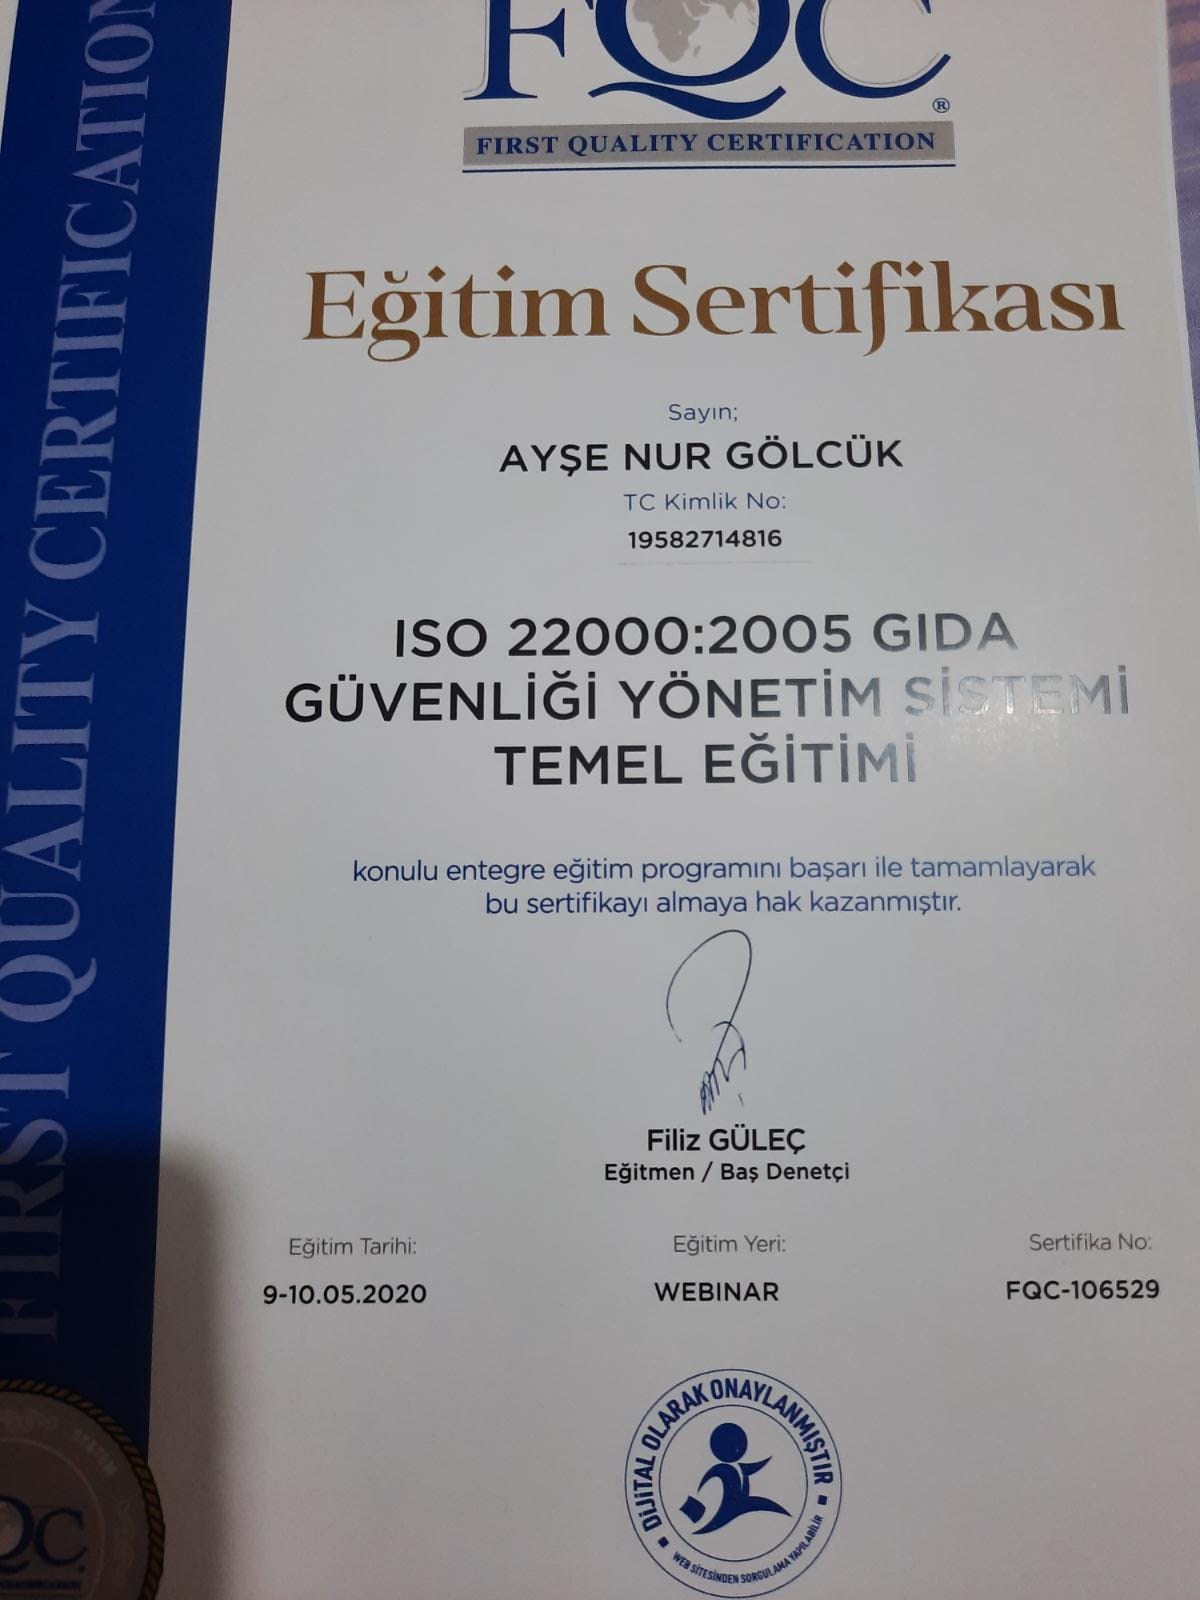 FQC
®
FIRST QUALITY CERTIFICATION
FIRST QUALITY CERTIFICATION
Eğitim Sertifikası
Sayın;
AYŞE NUR GÖLCÜK
TC Kimlik No:
19582714816
ISO 22000:2005 GIDA
GÜVENLİĞİ YÖNETİM SİSTEMİ
TEMEL EĞİTİMİ
konulu entegre eğitim programını başarı ile tamamlayarak
bu sertifikayı almaya hak kazanmıştır.
Filiz GÜLEÇ
Eğitmen / Baş Denetçi
Eğitim Tarihi:
9-10.05.2020
Eğitim Yeri:
WEBINAR
Sertifika No:
FQC-106529
DİJİTAL OLARAK ONAYLANMIŞTIR
WEB SİTESİNDEN SORGULAMA YAPILABİLİR
QC